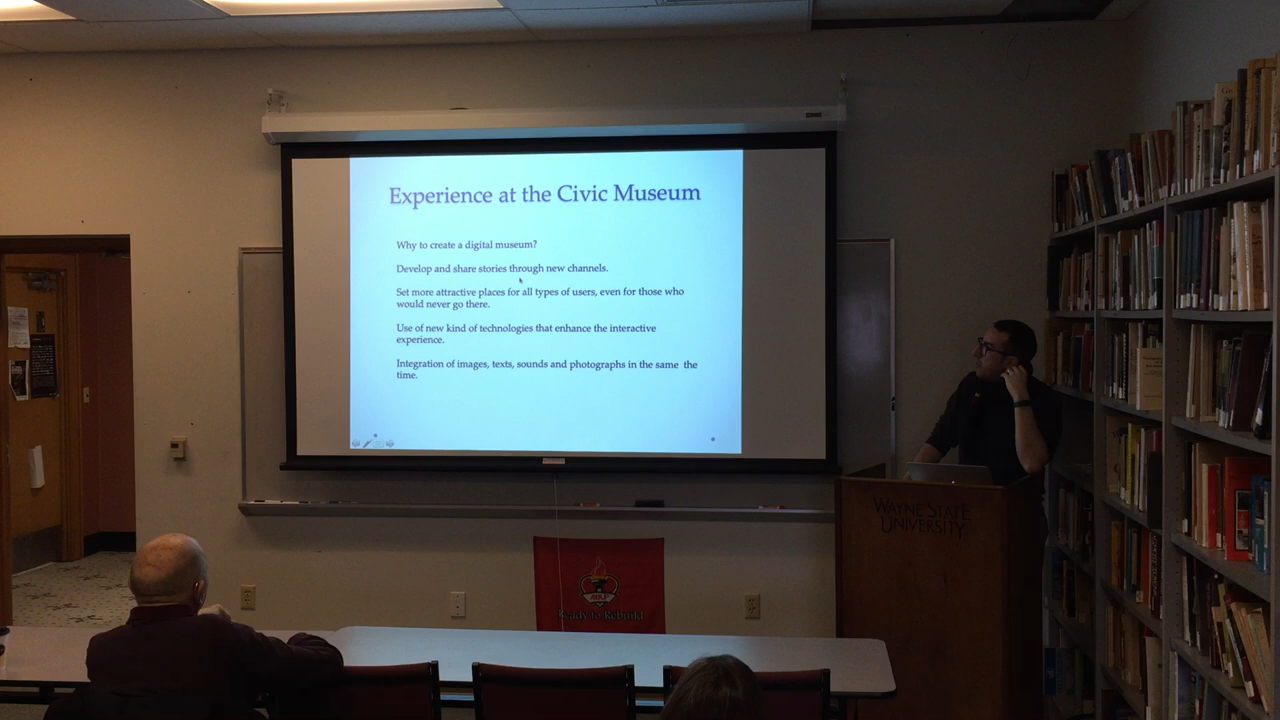 Experience at the Civic Museum
Why to create a digital museum?
Develop and share stories through new channels.
Set more attractive places for all types of users, even for those who
would never go there.
Use of new kind of technologies that enhance the interactive
experience.
Integration of images, texts, sounds and photographs in the same the
time.
WAYNE STATE
UNIVERSITY
Ready to Rebuild